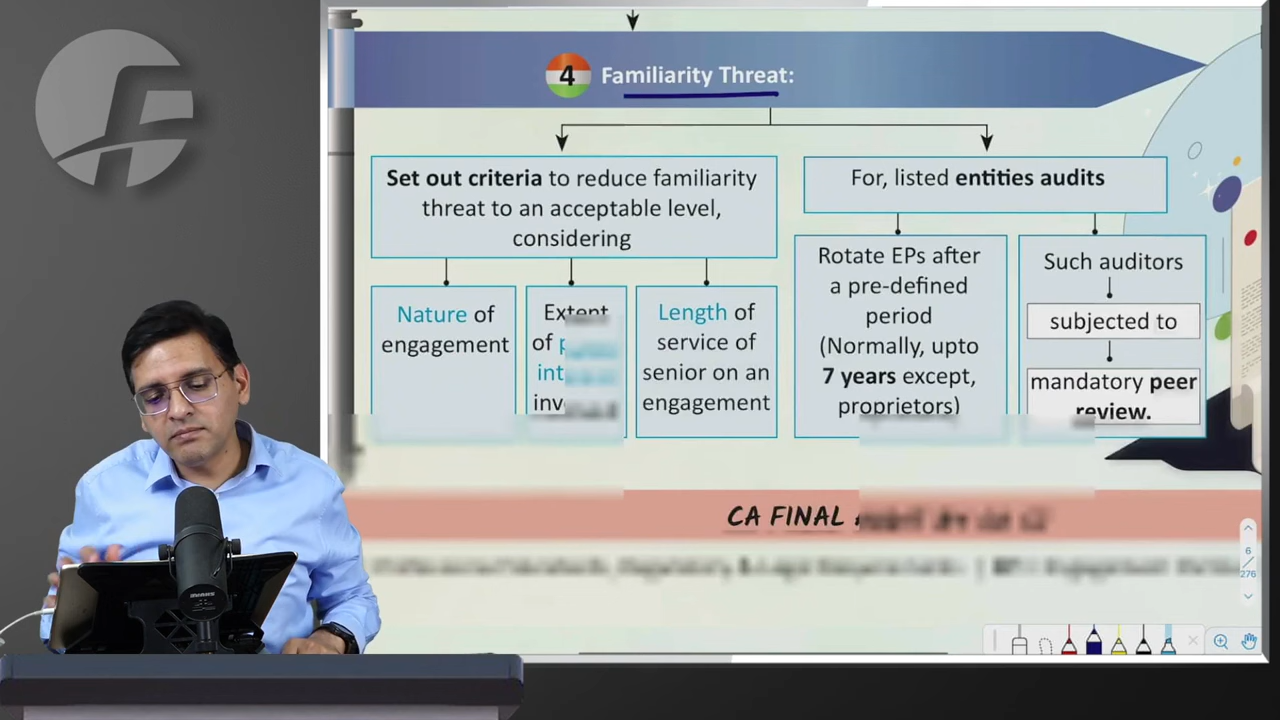 4 Familiarity Threat:
Set out criteria to reduce familiarity
threat to an acceptable level,
considering
For, listed entities audits
Nature of
engagement
Extent
of
Length of
service of
senior on an
engagement
Rotate EPs after
a pre-defined
period
(Normally, upto
7 years except,
proprietors)
Such auditors
subjected to
mandatory peer
review.
CA FINAL
6
276